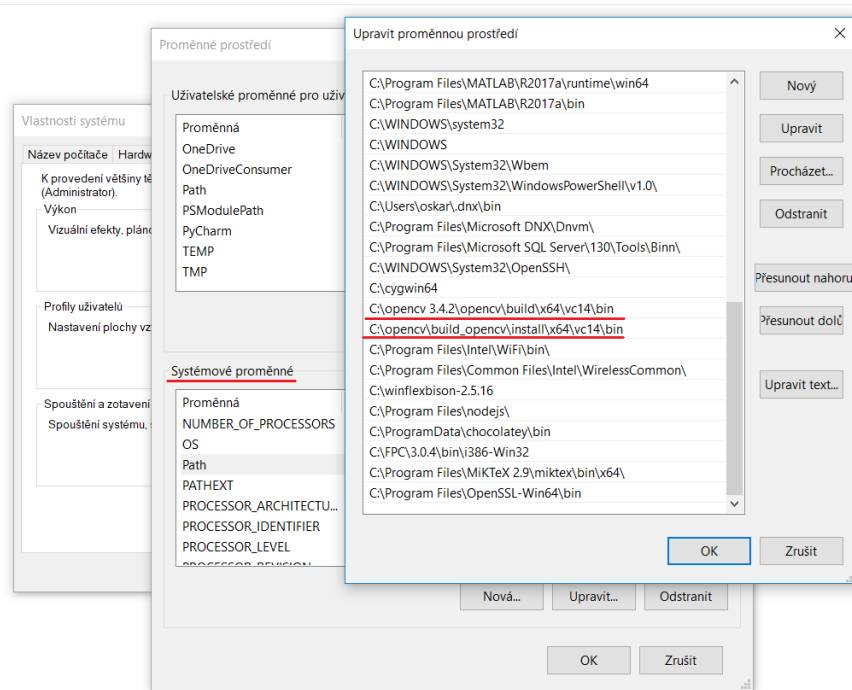 Upravit proměnnou prostředí
C:\Program Files\MATLAB\R2017a\runtime\win64
C:\Program Files\MATLAB\R2017a\bin
C:\WINDOWS\system32
C:\WINDOWS
C:\WINDOWS\System32\Wbem
C:\WINDOWS\System32\WindowsPowerShell\v1.0\
C:\Users\oskar\.dnx\bin
C:\Program Files\Microsoft DNX\Dnvm\
C:\Program Files\Microsoft SQL Server\130\Tools\Binn\
C:\WINDOWS\System32\OpenSSH\
C:\cygwin64
C:\opencv 3.4.2\opencv\build\x64\vc14\bin
C:\opencv\build_opencv\install\x64\vc14\bin
C:\Program Files\Intel\WiFi\bin\
C:\Program Files\Common Files\Intel\WirelessCommon\
C:\winflexbison-2.5.16
C:\Program Files\nodejs\
C:\ProgramData\chocolatey\bin
C:\FPC\3.0.4\bin\i386-Win32
C:\Program Files\MiKTeX 2.9\miktex\bin\x64\
C:\Program Files\OpenSSL-Win64\bin
Nový
Upravit
Procházet...
Odstranit
Přesunout nahoru
Přesunout dolů
Upravit text...
OK
Zrušit
Proměnné prostředí
Uživatelské proměnné pro uživ
Proměnná
OneDrive
OneDriveConsumer
Path
PSModulePath
PyCharm
TEMP
TMP
Systémové proměnné
Proměnná
NUMBER_OF_PROCESSORS
OS
Path
PATHEXT
PROCESSOR_ARCHITECTU...
PROCESSOR_IDENTIFIER
PROCESSOR_LEVEL
PROCESSOR_REVISION
Nová...
Upravit...
Odstranit
OK
Zrušit
Vlastnosti systému
Název počítače
Hardw
K provedení většiny tě
(Administrator).
Výkon
Vizuální efekty, pláno
Profily uživatelů
Nastavení plochy vz
Spouštění a zotavení
Spouštění systému,